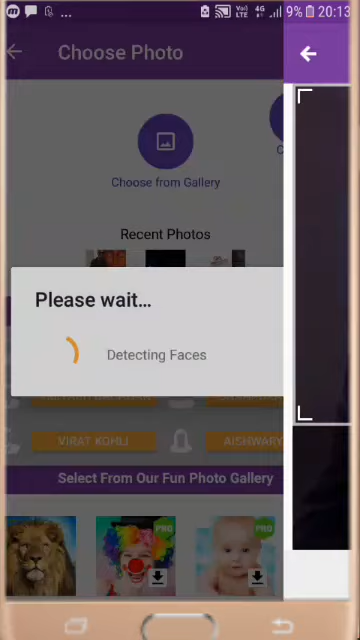 9% 20:13
Choose Photo
Choose from Gallery
C
Recent Photos
Please wait...
Detecting Faces
VIRAT KOHLI
AISHWARY
Select From Our Fun Photo Gallery
PRO
PRO